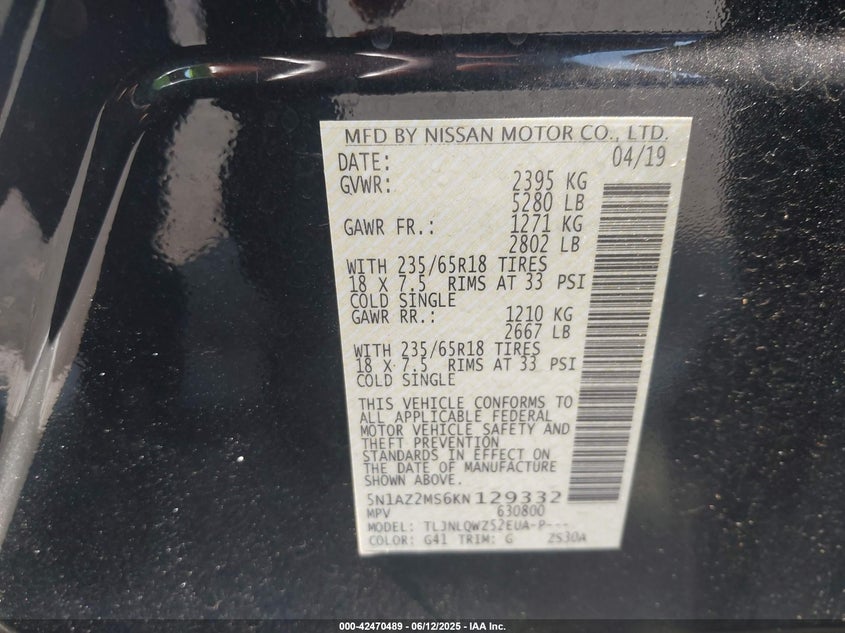 MFD BY NISSAN MOTOR CO., LTD.
DATE: 04/19
GVWR: 2395 KG
5280 LB
GAWR FR.: 1271 KG
2802 LB
WITH 235/65R18 TIRES
18 X 7.5 RIMS AT 33 PSI
COLD SINGLE
GAWR RR.: 1210 KG
2667 LB
WITH 235/65R18 TIRES
18 X 7.5 RIMS AT 33 PSI
COLD SINGLE
THIS VEHICLE CONFORMS TO
ALL APPLICABLE FEDERAL
MOTOR VEHICLE SAFETY AND
THEFT PREVENTION
STANDARDS IN EFFECT ON
THE DATE OF MANUFACTURE
SHOWN ABOVE.
5N1AZ2MS6KN129332
MPV 630800
MODEL: TLJNLQWZ52EUA-P---
COLOR: G41 TRIM: G ZS30A
000-42470489 - 06/12/2025 - IAA Inc.